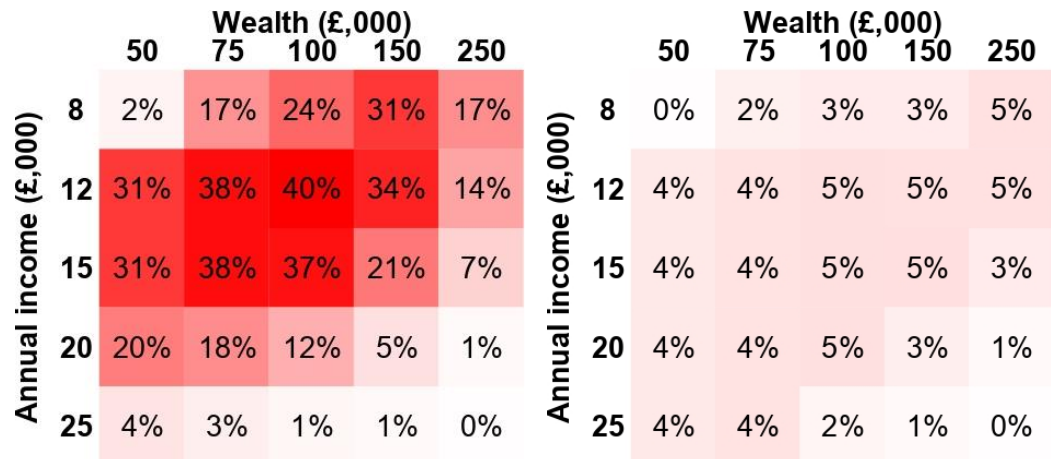 Wealth (£,000)
50 75 100 150 250
Annual income (£,000)
8 2% 17% 24% 31% 17%
12 31% 38% 40% 34% 14%
15 31% 38% 37% 21% 7%
20 20% 18% 12% 5% 1%
25 4% 3% 1% 1% 0%
Wealth (£,000)
50 75 100 150 250
Annual income (£,000)
8 0% 2% 3% 3% 5%
12 4% 4% 5% 5% 5%
15 4% 4% 5% 5% 3%
20 4% 4% 5% 3% 1%
25 4% 4% 2% 1% 0%